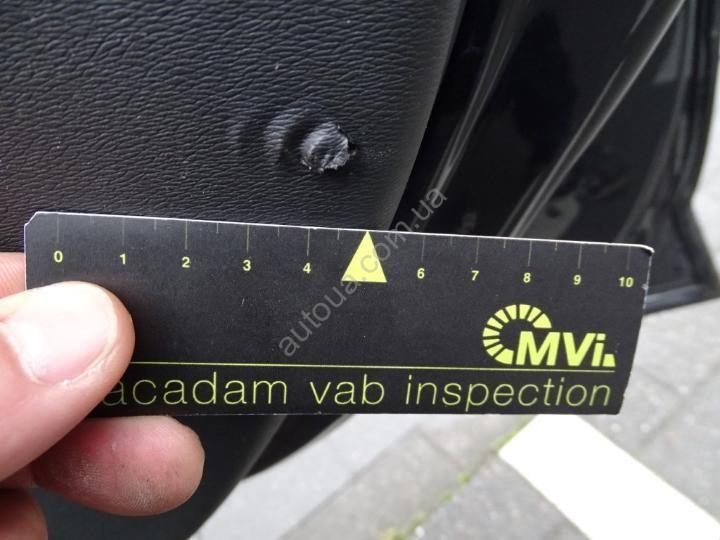 0 1 2 3 4 6 7 8 9 10
MVi.
acadam vab inspection
autoua.com.ua